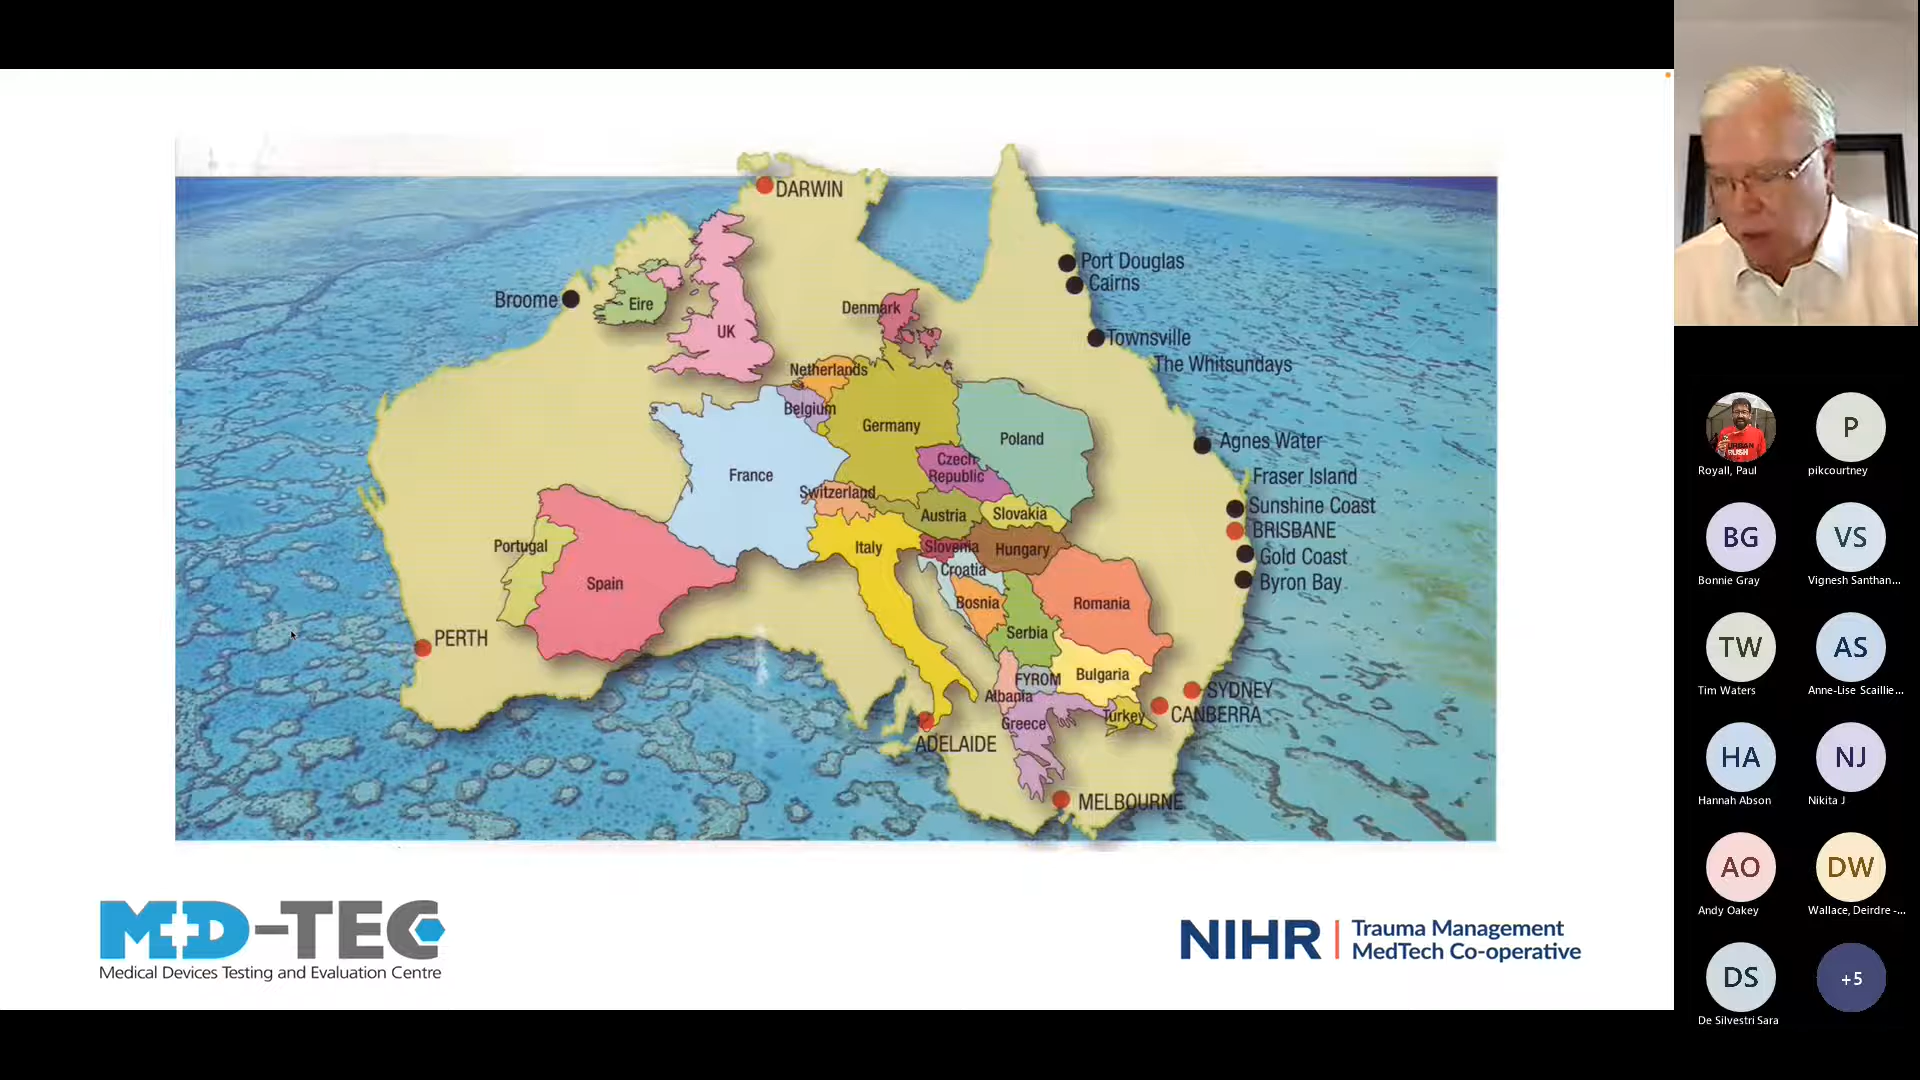 DARWIN
Port Douglas
Cairns
Broome
Eire
UK
Denmark
Townsville
The Whitsundays
Netherlands
Belgium
Germany
Poland
Agnes Water
France
Czech
Republic
Fraser Island
Switzerland
Sunshine Coast
Austria
Slovakia
BRISBANE
Portugal
Italy
Slovenia
Hungary
Gold Coast
Croatia
Spain
Byron Bay
Bosnia
Romania
Serbia
PERTH
FYROM
Bulgaria
Albania
SYDNEY
CANBERRA
Greece
Turkey
ADELAIDE
MELBOURNE
MD-TEC
Medical Devices Testing and Evaluation Centre
NIHR
Trauma Management
MedTech Co-operative
URBAN
Royall, Paul
P
pikcourtney
BG
Bonnie Gray
VS
Vignesh Santhan...
TW
Tim Waters
AS
Anne-Lise Scaillie...
HA
Hannah Abson
NJ
Nikita J
AO
Andy Oakey
DW
Wallace, Deirdre -...
DS
De Silvestri Sara
+5